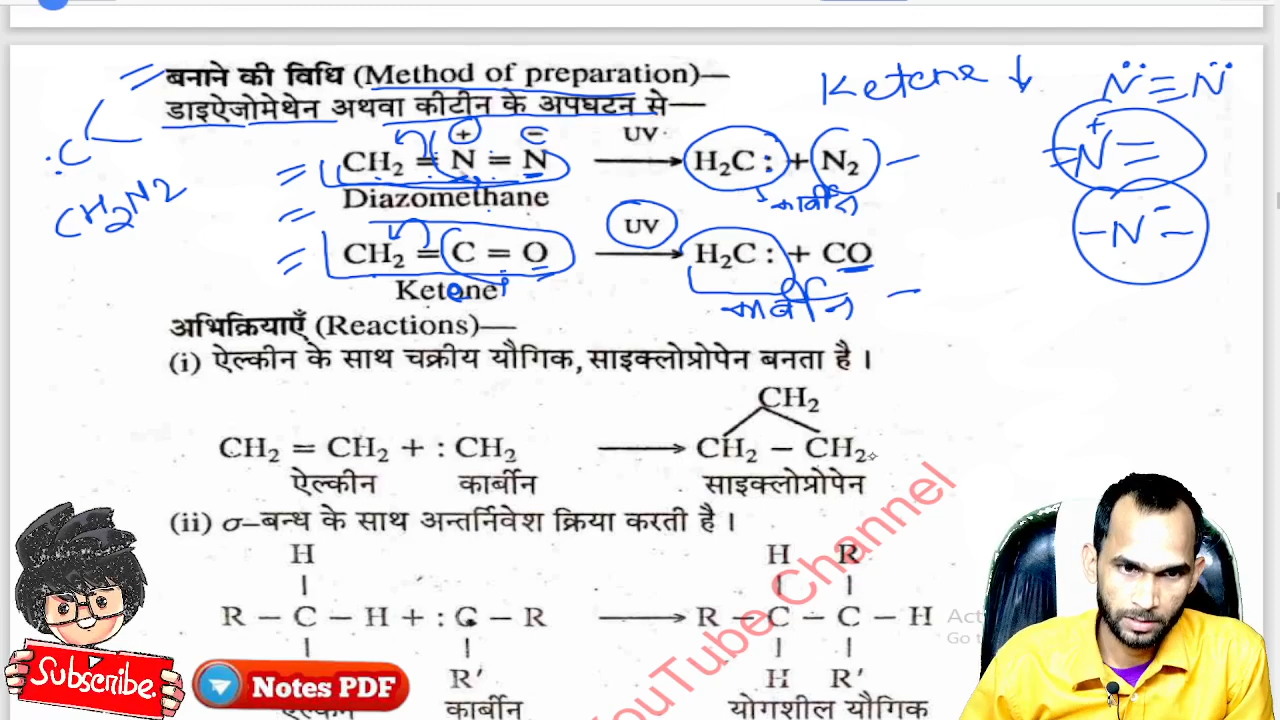 बनाने की विधि (Method of preparation)—
Ketene ↓
N̈ ≡ N̈
डाइऐजोमेथेन अथवा कीटीन के अपघटन से—
:C
+
=N=
CH₂ = N⁺ = N⁻ —UV→ H₂C : + N₂
CH2N2
Diazomethane
कार्बीन
–N–
CH₂ = C = O —UV→ H₂C : + CO
Ketene
कार्बीन
अभिक्रियाएँ (Reactions)—
(i) ऐल्कीन के साथ चक्रीय यौगिक, साइक्लोप्रोपेन बनता है ।
CH₂
CH₂ = CH₂ + : CH₂ → CH₂ – CH₂
ऐल्कीन कार्बीन साइक्लोप्रोपेन
(ii) σ–बन्ध के साथ अन्तर्निवेश क्रिया करती है ।
H H R
R – C – H + : C – R → R – C – C – H
R' H R'
कार्बीन योगशील यौगिक
YouTube Channel
Subscribe
Notes PDF